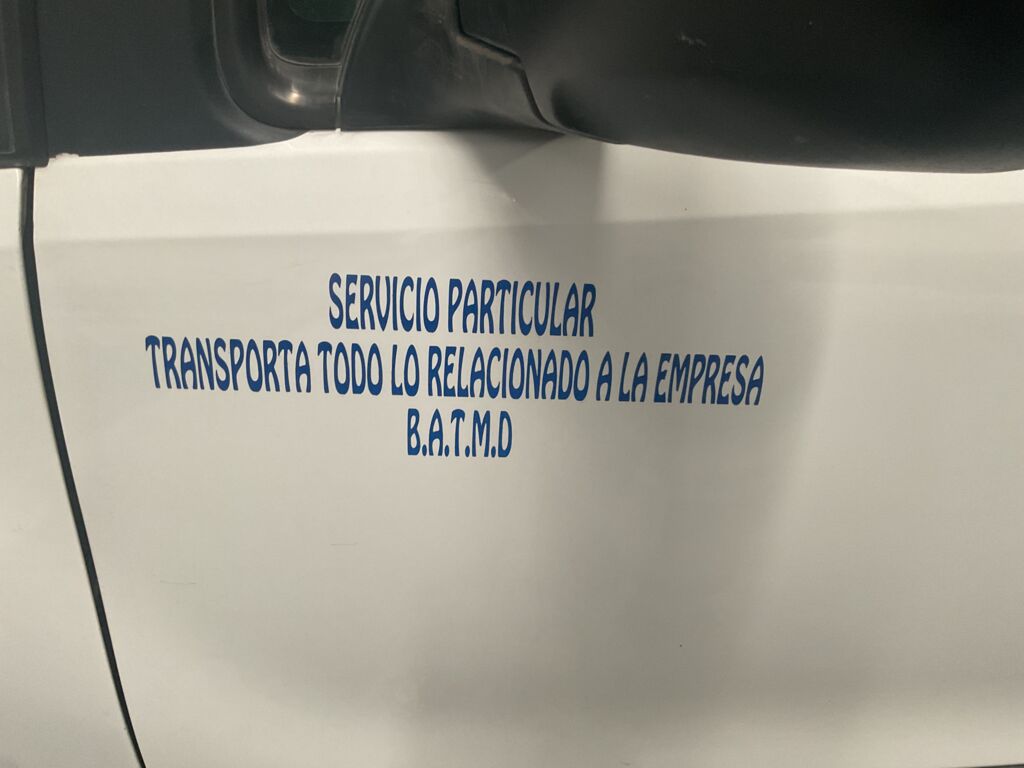 SERVICIO PARTICULAR
TRANSPORTA TODO LO RELACIONADO A LA EMPRESA
B.A.T.M.D